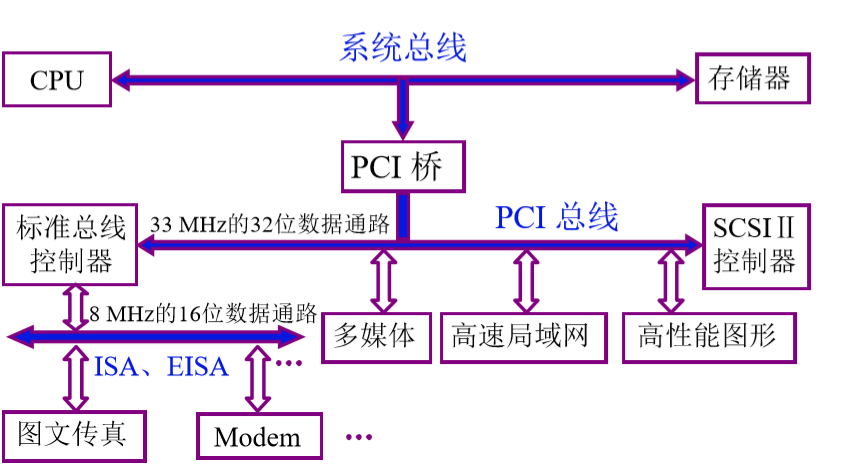 系统总线
CPU
存储器
PCI 桥
标准总线
控制器
33 MHz的32位数据通路
PCI 总线
SCSI Ⅱ
控制器
8 MHz的16位数据通路
多媒体
高速局域网
高性能图形
ISA、EISA
…
图文传真
Modem
…